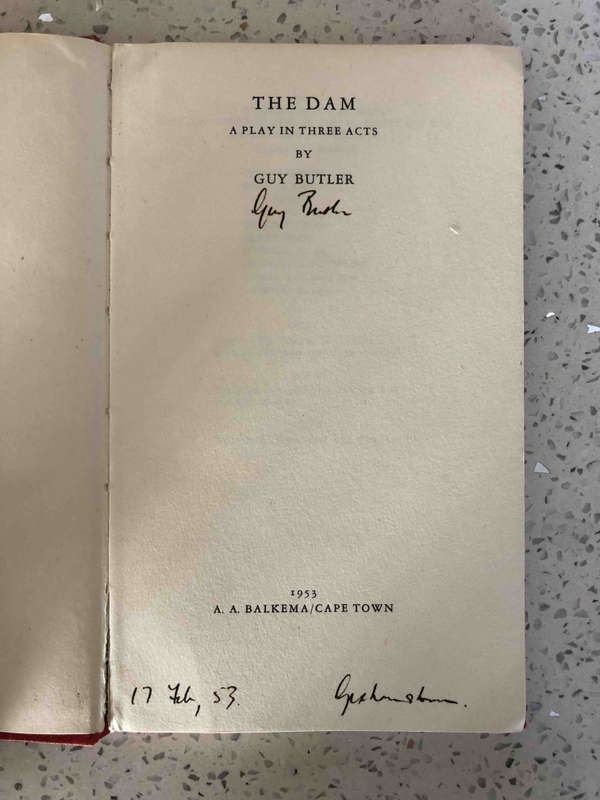 THE DAM
A PLAY IN THREE ACTS
BY
GUY BUTLER
Guy Butler
1953
A. A. BALKEMA/CAPE TOWN
17 Feb, 53. Grahamstown.